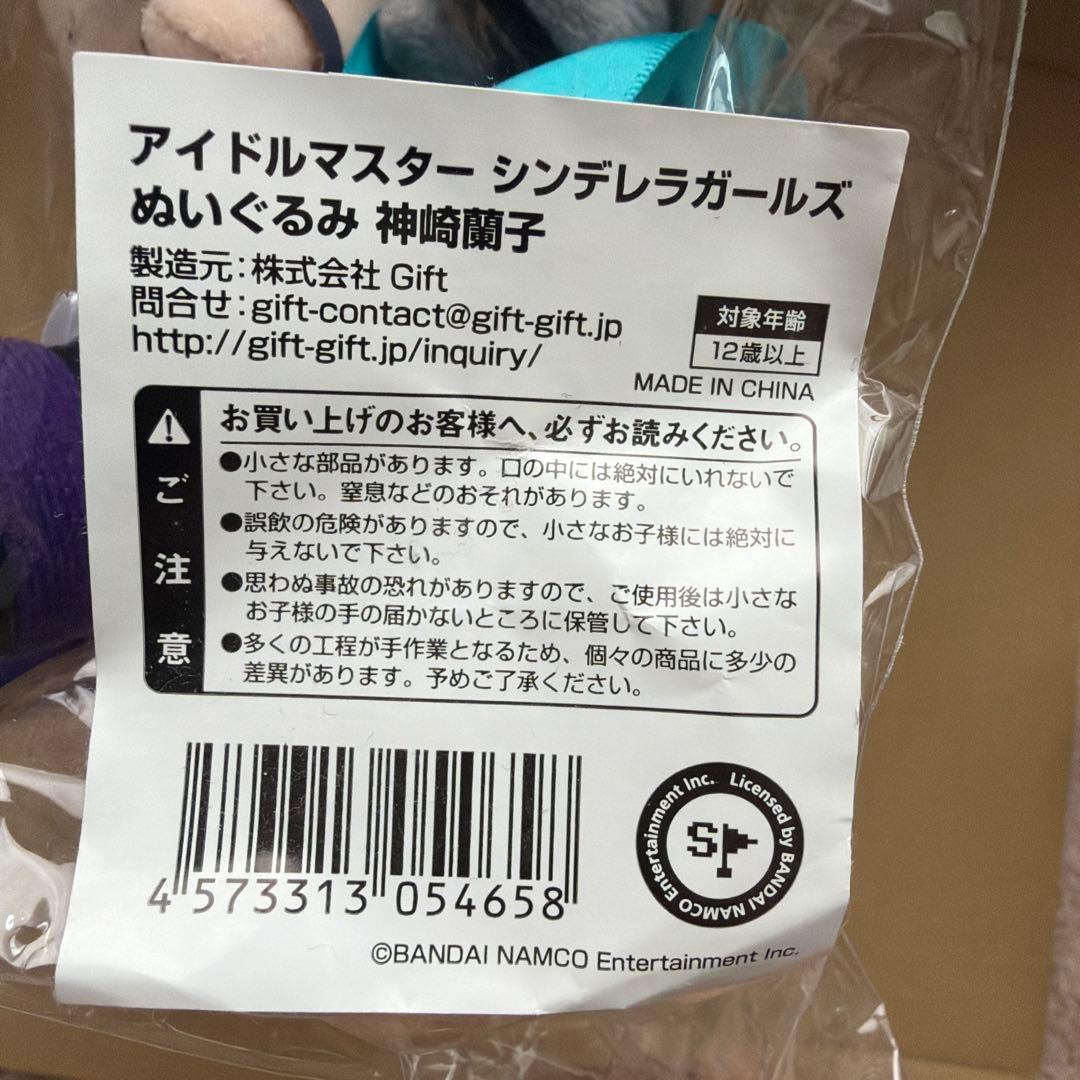 アイドルマスター シンデレラガールズ
ぬいぐるみ 神崎蘭子
製造元:株式会社 Gift
問合せ:gift-contact@gift-gift.jp
http://gift-gift.jp/inquiry/
対象年齢
12歳以上
MADE IN CHINA
ご注意
お買い上げのお客様へ、必ずお読みください。
●小さな部品があります。口の中には絶対にいれないで
下さい。窒息などのおそれがあります。
●誤飲の危険がありますので、小さなお子様には絶対に
与えないで下さい。
●思わぬ事故の恐れがありますので、ご使用後は小さな
お子様の手の届かないところに保管して下さい。
●多くの工程が手作業となるため、個々の商品に多少の
差異があります。予めご了承ください。
4 573313 054658
Licensed by BANDAI NAMCO Entertainment Inc.
SP
©BANDAI NAMCO Entertainment Inc.